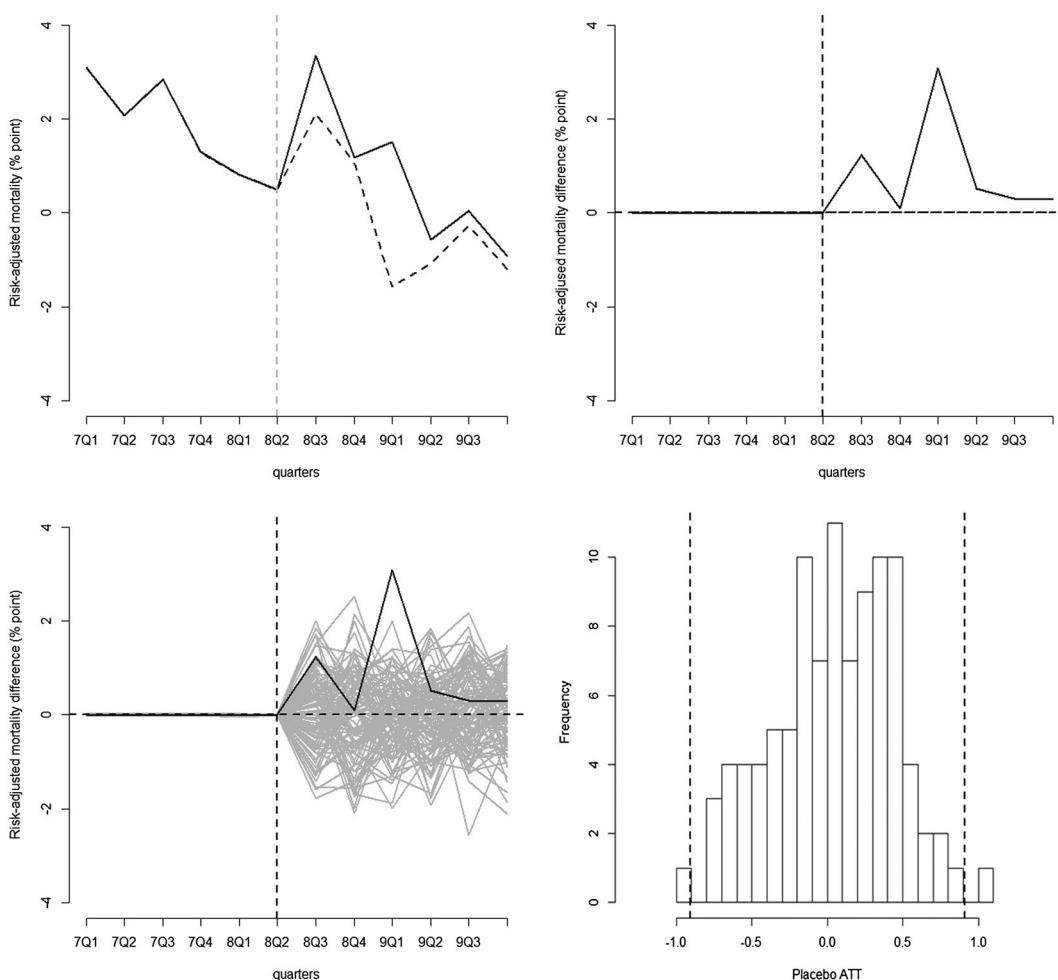 Risk-adjusted mortality (% point)
4
2
0
-2
-4
7Q1 7Q2 7Q3 7Q4 8Q1 8Q2 8Q3 8Q4 9Q1 9Q2 9Q3
quarters
Risk-adjused mortality difference (% point)
4
2
0
-2
-4
7Q1 7Q2 7Q3 7Q4 8Q1 8Q2 8Q3 8Q4 9Q1 9Q2 9Q3
quarters
Risk-adjusted mortality difference (% point)
4
2
0
-2
-4
7Q1 7Q2 7Q3 7Q4 8Q1 8Q2 8Q3 8Q4 9Q1 9Q2 9Q3
quarters
Frequency
10
8
6
4
2
0
-1.0 -0.5 0.0 0.5 1.0
Placebo ATT